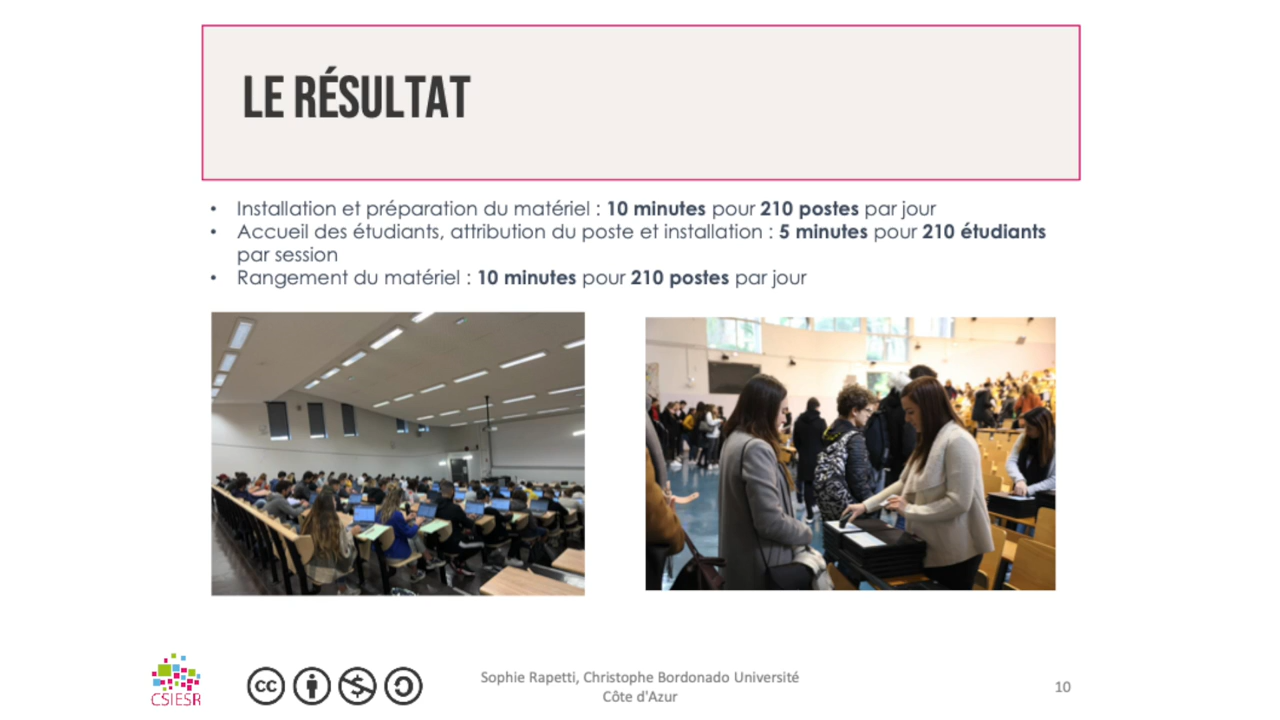 LE RÉSULTAT
• Installation et préparation du matériel : 10 minutes pour 210 postes par jour
• Accueil des étudiants, attribution du poste et installation : 5 minutes pour 210 étudiants
par session
• Rangement du matériel : 10 minutes pour 210 postes par jour
CSIESR
cc
Sophie Rapetti, Christophe Bordonado Université
Côte d'Azur
10